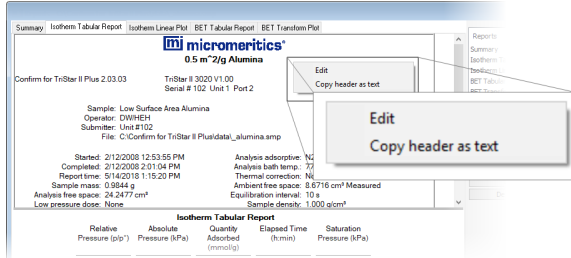 Summary Isotherm Tabular Report Isotherm Linear Plot BET Tabular Report BET Transform Plot
Reports
Summary
Isotherm
Isotherm
BET Tabu
micromeritics®
0.5 m^2/g Alumina
Confirm for TriStar II Plus 2.03.03 TriStar II 3020 V1.00
Serial # 102 Unit 1 Port 2
Edit
Copy header as text
Edit
Copy header as text
Sample: Low Surface Area Alumina
Operator: DW/HEH
Submitter: Unit #102
File: C:\Confirm for TriStar II Plus\data\_alumina.smp
Started: 2/12/2008 12:53:55 PM Analysis adsorptive: N2
Completed: 2/12/2008 2:01:04 PM Analysis bath temp.: 77
Report time: 5/14/2018 1:15:20 PM Thermal correction: No
Sample mass: 0.9844 g Ambient free space: 8.6716 cm³ Measured
Analysis free space: 24.2477 cm³ Equilibration interval: 10 s
Low pressure dose: None Sample density: 1.000 g/cm³
Isotherm Tabular Report
Relative Absolute Quantity Elapsed Time Saturation
Pressure (p/p°) Pressure (kPa) Adsorbed (h:min) Pressure (kPa)
(mmol/g)